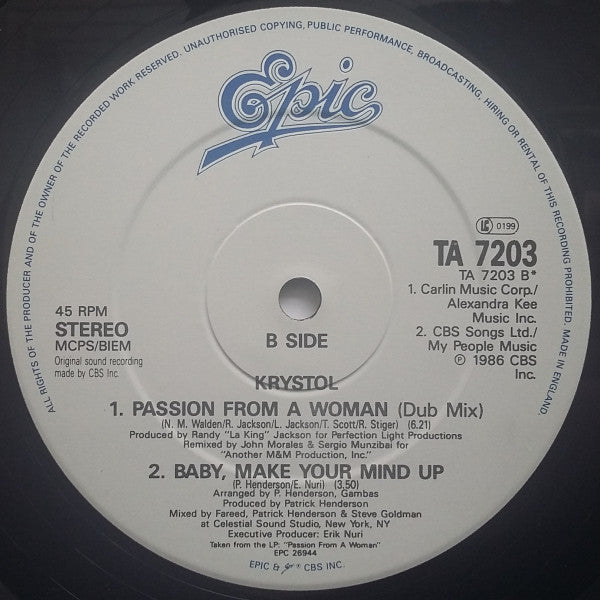 ALL RIGHTS OF THE PRODUCER AND OF THE OWNER OF THE RECORDED WORK RESERVED. UNAUTHORISED COPYING, PUBLIC PERFORMANCE, BROADCASTING, HIRING OR RENTAL OF THIS RECORDING PROHIBITED. MADE IN ENGLAND.
Epic
LC 0199
TA 7203
TA 7203 B*
1. Carlin Music Corp./
Alexandra Kee
Music Inc.
2. CBS Songs Ltd./
My People Music
℗ 1986 CBS
Inc.
45 RPM
STEREO
MCPS/BIEM
Original sound recording
made by CBS Inc.
B SIDE
KRYSTOL
1. PASSION FROM A WOMAN (Dub Mix)
(N. M. Walden/R. Jackson/L. Jackson/T. Scott/R. Stiger) (6.21)
Produced by Randy "La King" Jackson for Perfection Light Productions
Remixed by John Morales & Sergio Munzibai for
"Another M&M Production, Inc."
2. BABY, MAKE YOUR MIND UP
(P. Henderson/E. Nuri) (3.50)
Arranged by P. Henderson, Gambas
Produced by Patrick Henderson
Mixed by Fareed, Patrick Henderson & Steve Goldman
at Celestial Sound Studio, New York, NY
Executive Producer: Erik Nuri
Taken from the LP: "Passion From A Woman"
EPC 26944
EPIC & ® CBS INC.